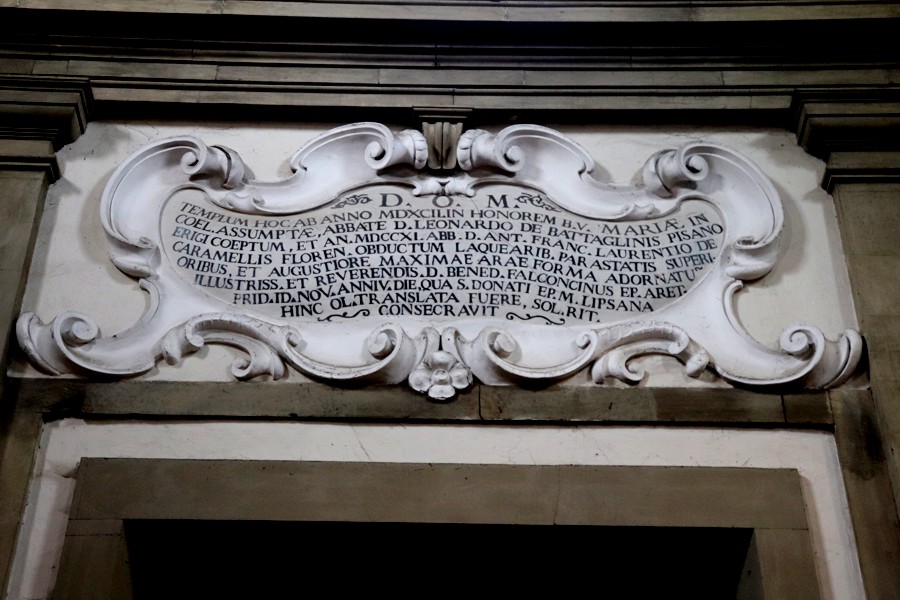 D. O. M.
TEMPLUM HOC AB ANNO MDXCII. IN HONOREM B.V. MARIÆ IN
COEL. ASSUMPTÆ, ABBATE D. LEONARDO DE BATTAGLINIS PISANO
ERIGI COEPTUM, ET AN. MDCCXI. ABB. D. ANT. FRANC. LAURENTIO DE
CARAMELLIS FLOREN. OBDUCTUM LAQUEARIB. PARASTATIS SUPERI-
ORIBUS, ET AUGUSTIORE MAXIMAE ARAE FORMA ADORNATU~
ILLUSTRISS. ET REVERENDIS. D. BENED. FALCONCINUS EP. ARET.
PRID. ID. NOV. ANNIV. DIE, QUA S. DONATI EP. M. LIPSANA
HINC OL. TRANSLATA FUERE, SOL. RIT.
CONSECRAVIT